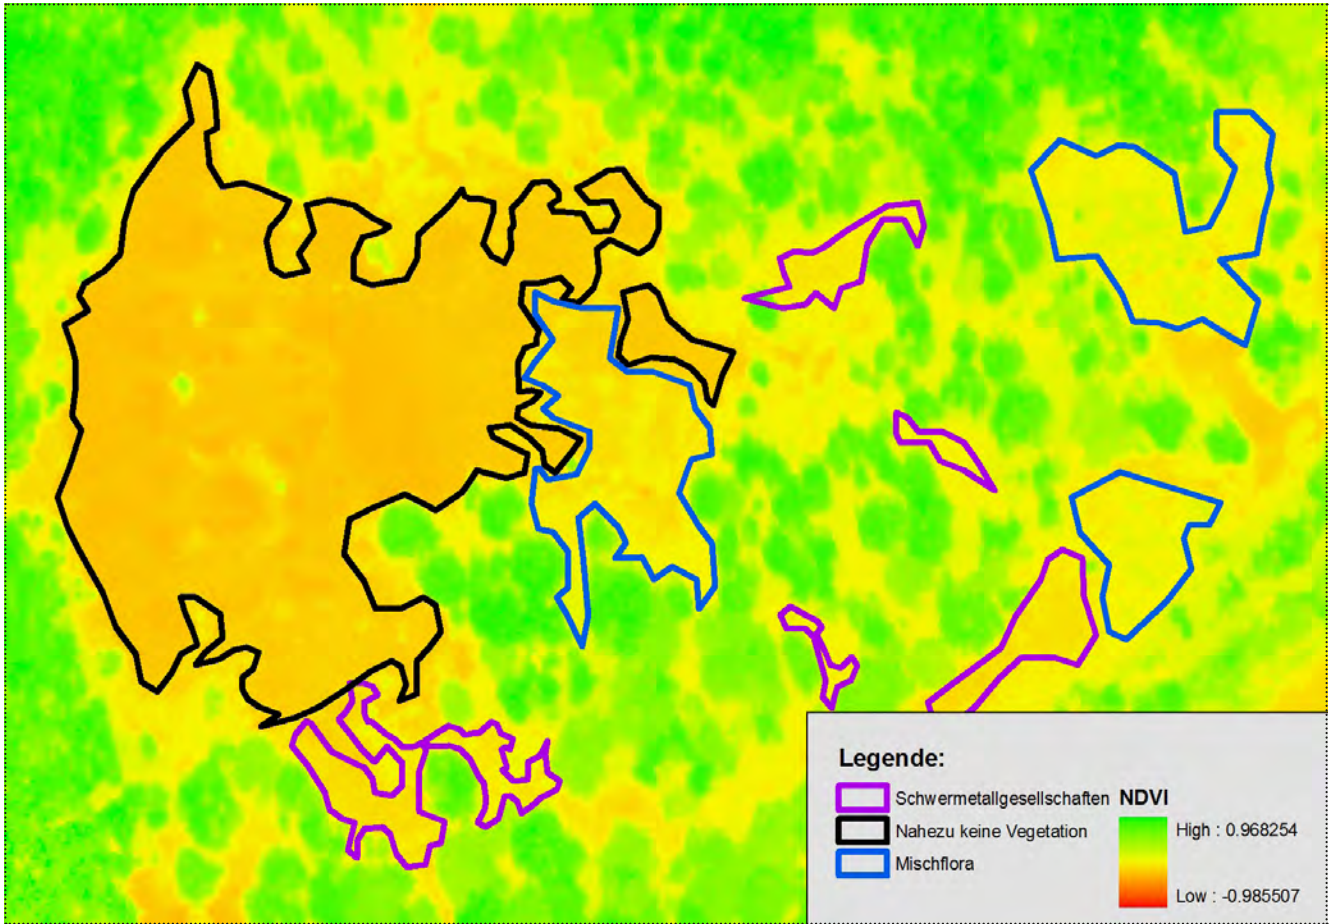 Legende:
Schwermetallgesellschaften
Nahezu keine Vegetation
Mischflora
NDVI
High : 0.968254
Low : -0.985507